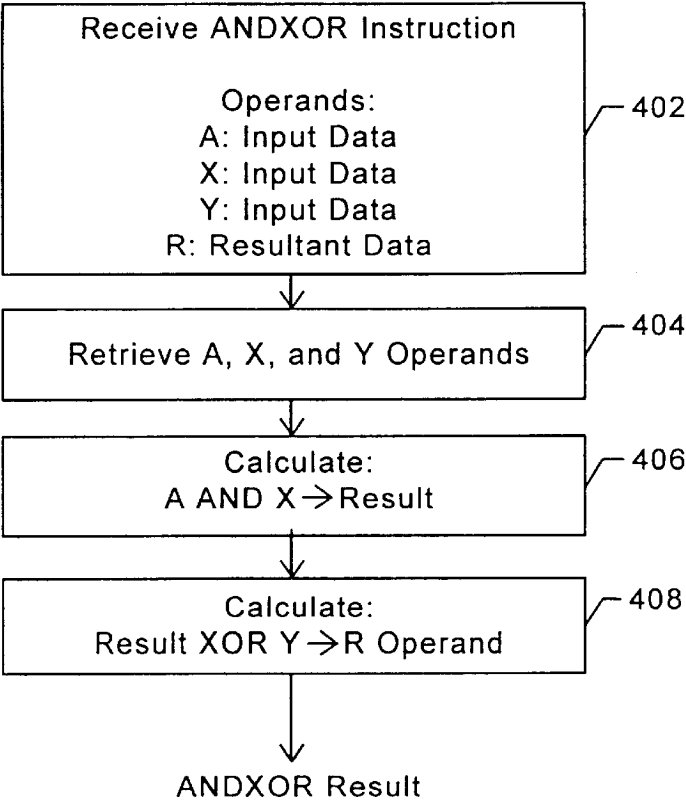 Receive ANDXOR Instruction
Operands:
A: Input Data
X: Input Data
Y: Input Data
R: Resultant Data
402
Retrieve A, X, and Y Operands
404
Calculate:
A AND X→Result
406
Calculate:
Result XOR Y→R Operand
408
ANDXOR Result